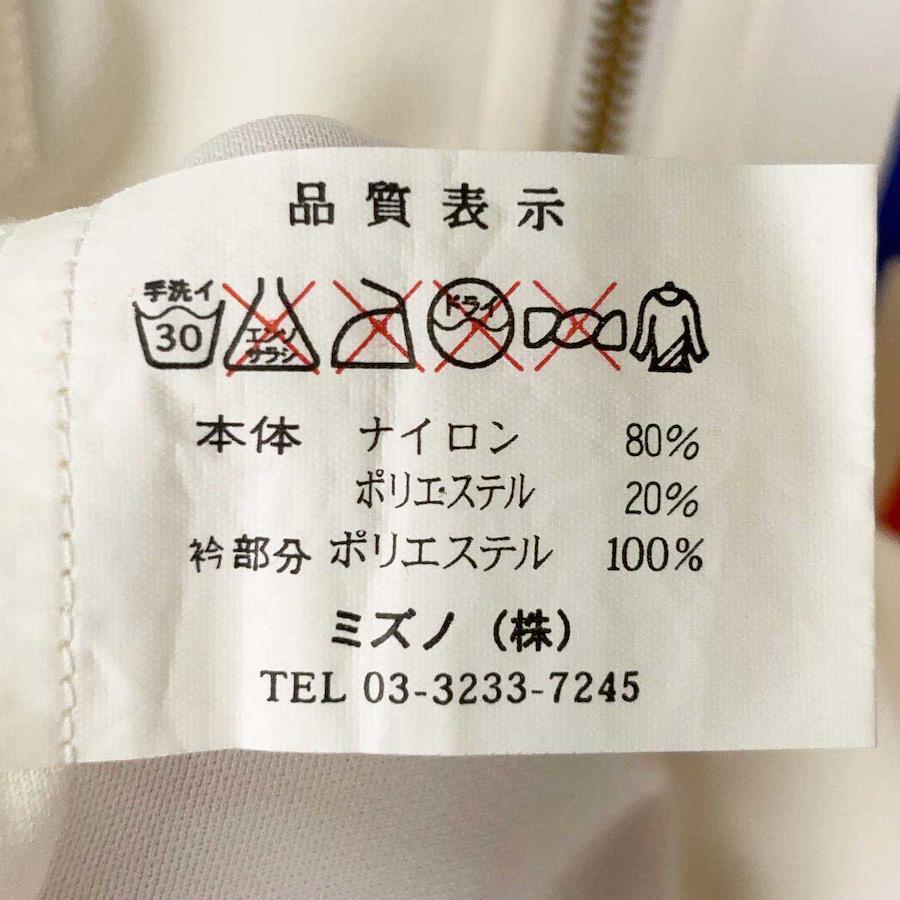 品質表示
手洗イ
30
エンソ
サラシ
ドライ
本体 ナイロン 80%
ポリエステル 20%
衿部分 ポリエステル 100%
ミズノ(株)
TEL 03-3233-7245